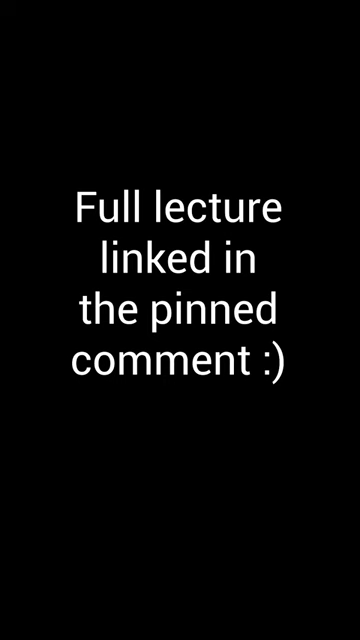 Full lecture
linked in
the pinned
comment :)